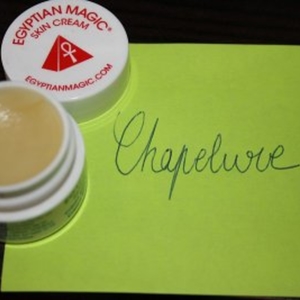 EGYPTIAN MAGIC®
SKIN CREAM
EGYPTIANMAGIC.COM
Chapelure